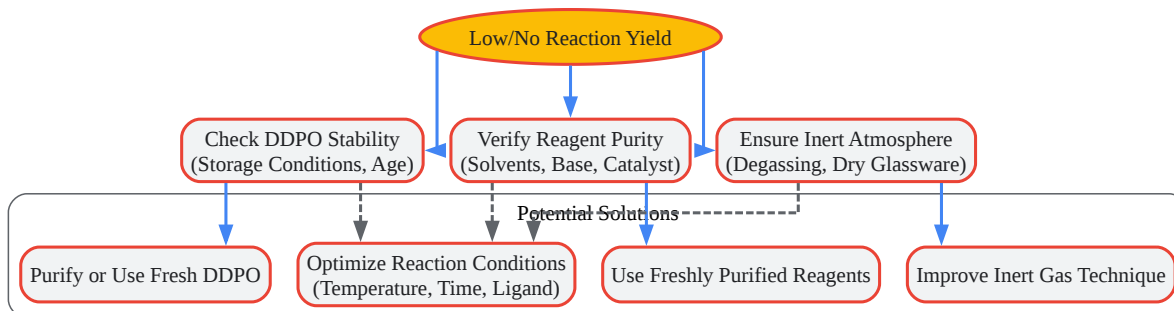 Low/No Reaction Yield
Check DDPO Stability
(Storage Conditions, Age)
Verify Reagent Purity
(Solvents, Base, Catalyst)
Ensure Inert Atmosphere
(Degassing, Dry Glassware)
Potential Solutions
Purify or Use Fresh DDPO
Optimize Reaction Conditions
(Temperature, Time, Ligand)
Use Freshly Purified Reagents
Improve Inert Gas Technique